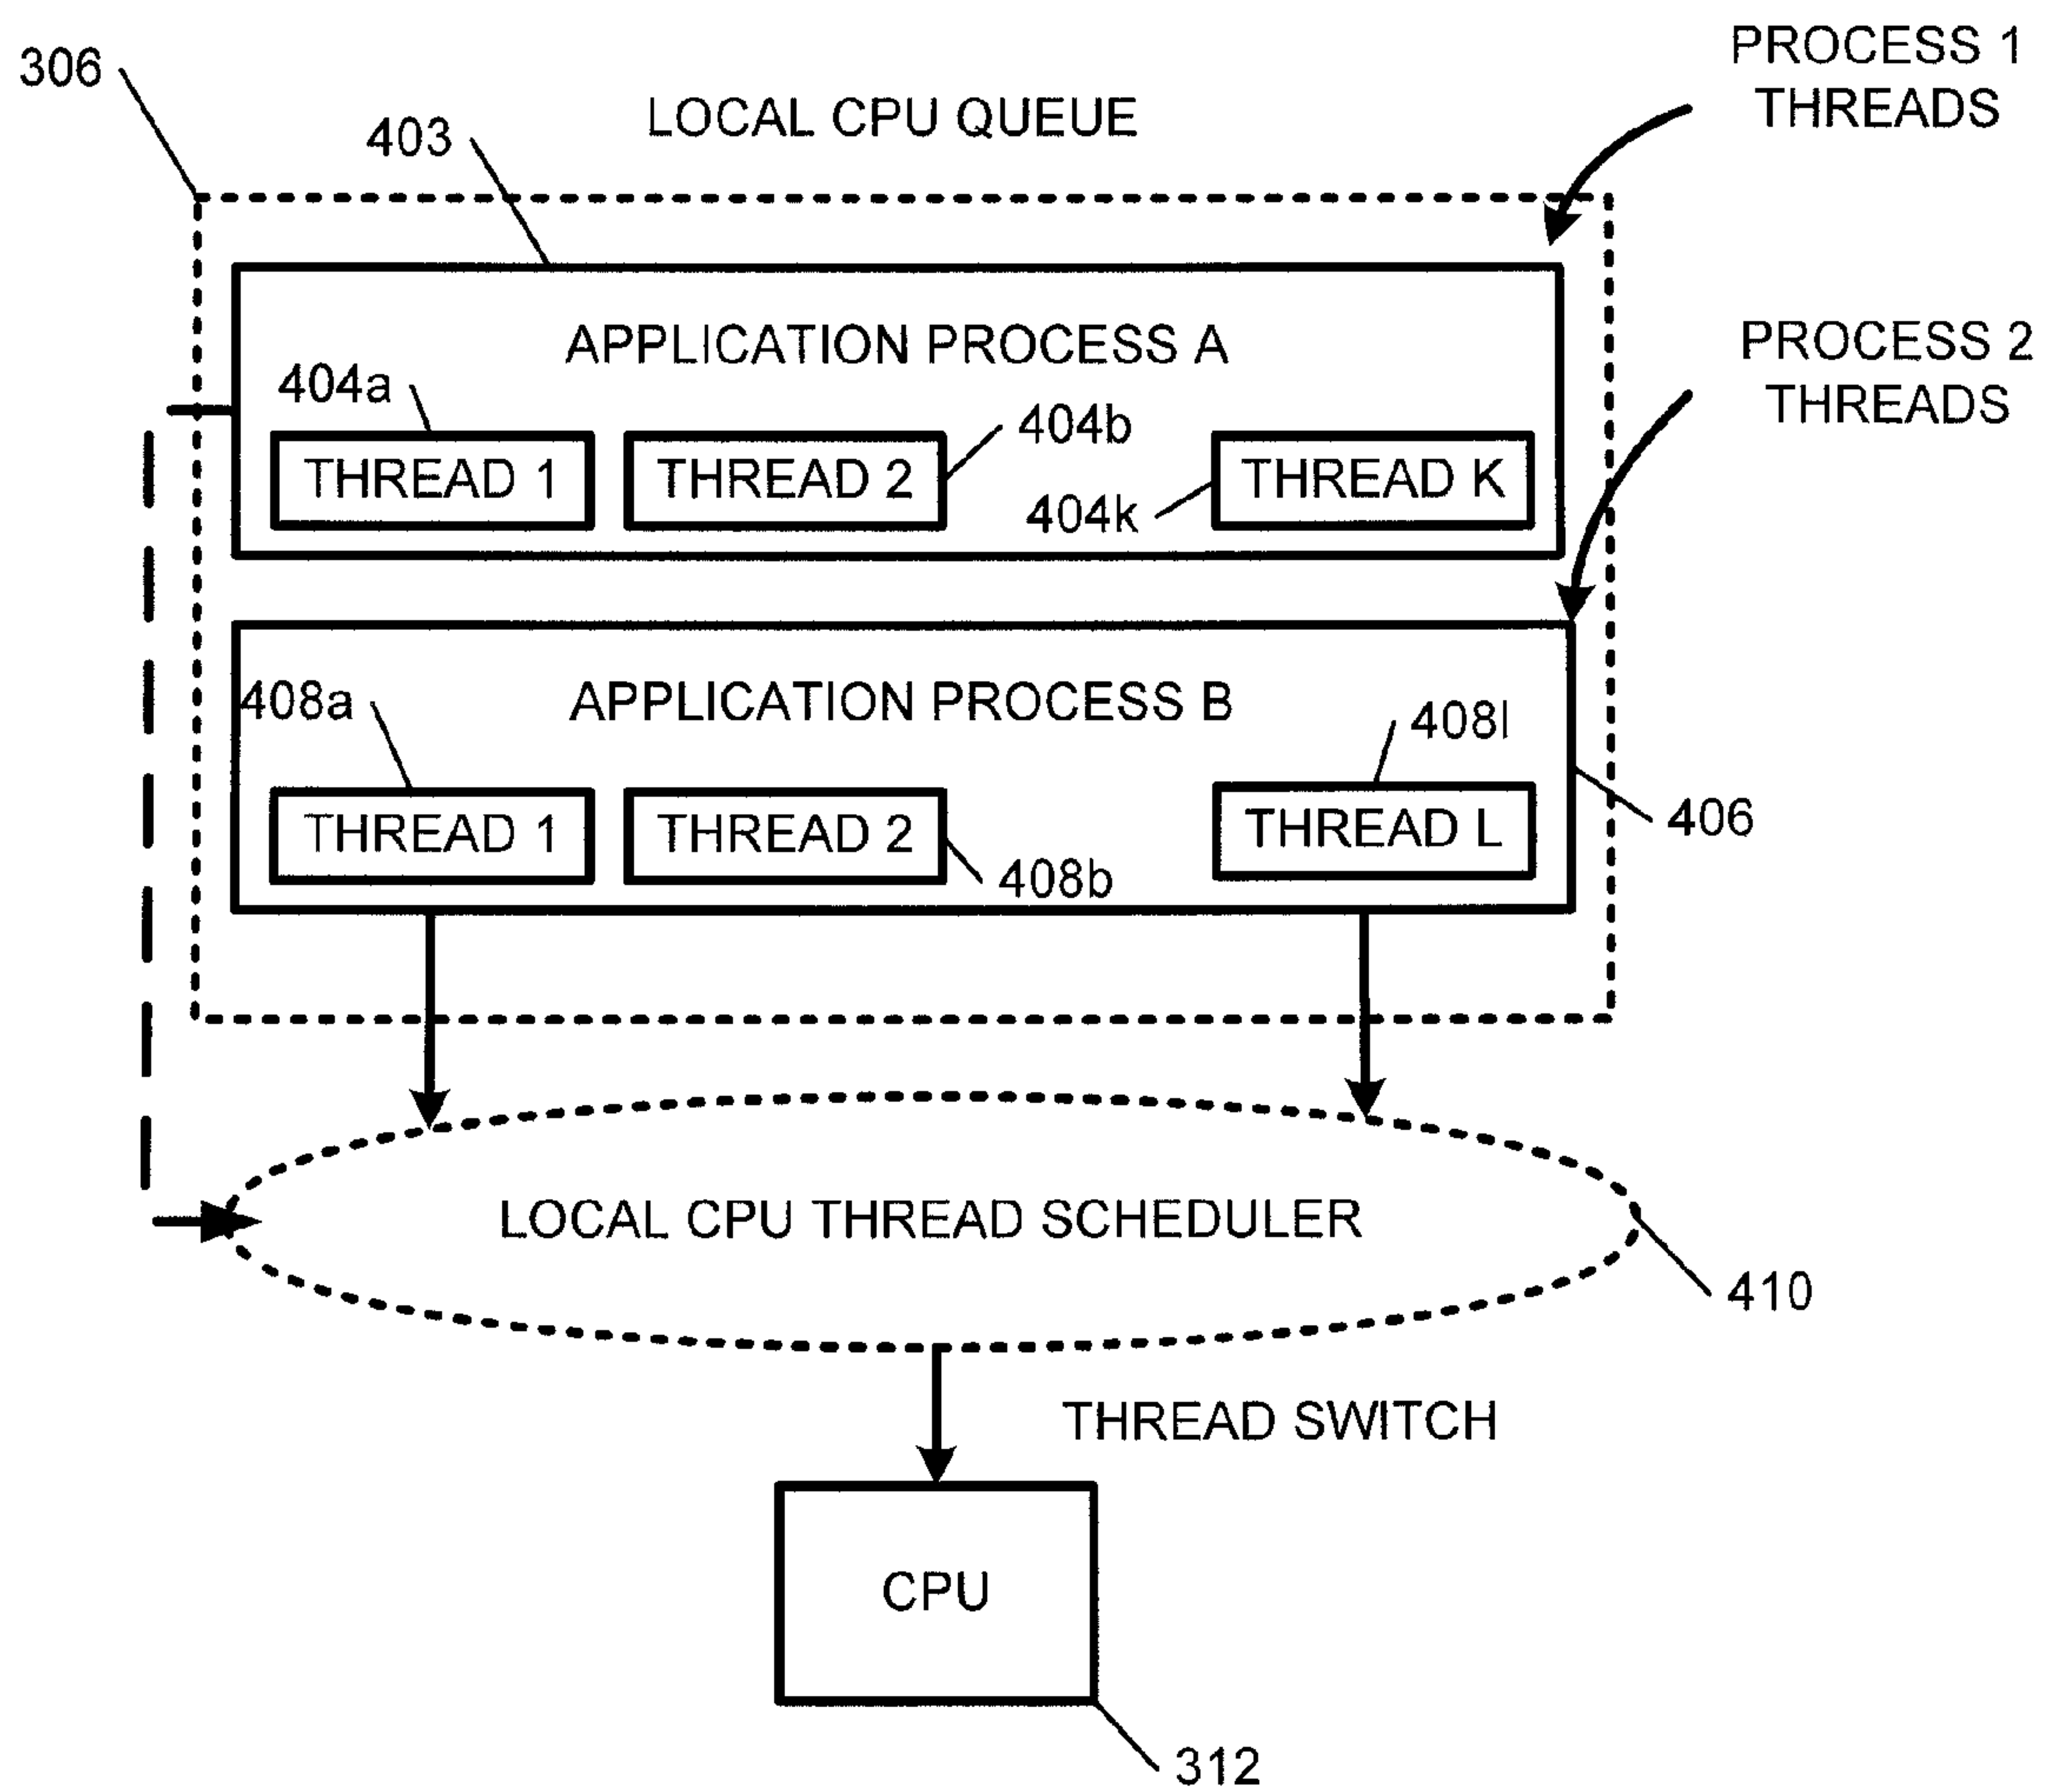 PROCESS 1
THREADS
306
LOCAL CPU QUEUE
403
APPLICATION PROCESS A
PROCESS 2
THREADS
404a
404b
THREAD 1
THREAD 2
THREAD K
404k
408a
APPLICATION PROCESS B
408l
THREAD 1
THREAD 2
THREAD L
406
408b
LOCAL CPU THREAD SCHEDULER
410
THREAD SWITCH
CPU
312